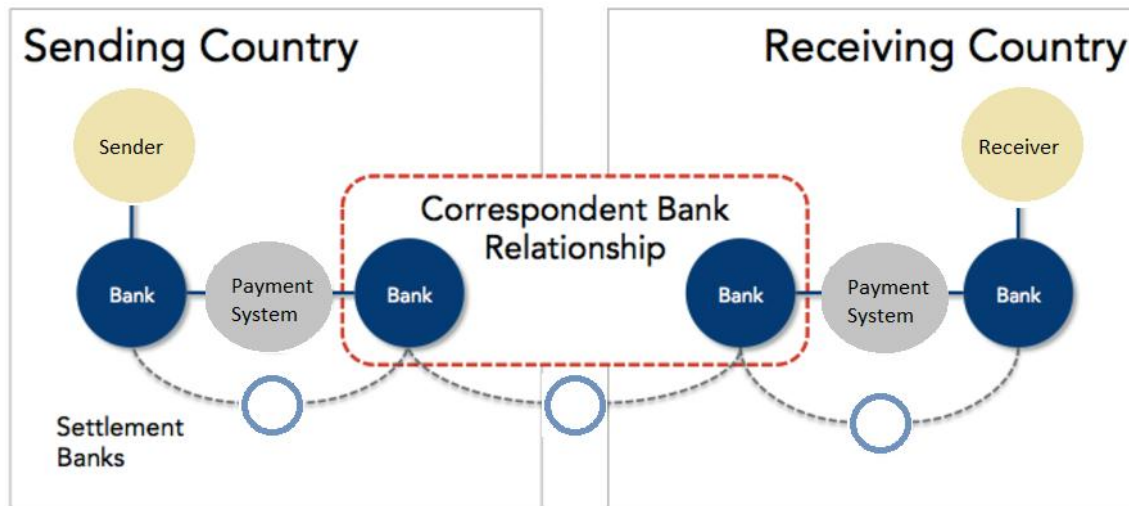 Sending Country
Receiving Country
Sender
Receiver
Correspondent Bank
Relationship
Bank
Payment
System
Bank
Bank
Payment
System
Bank
Settlement
Banks